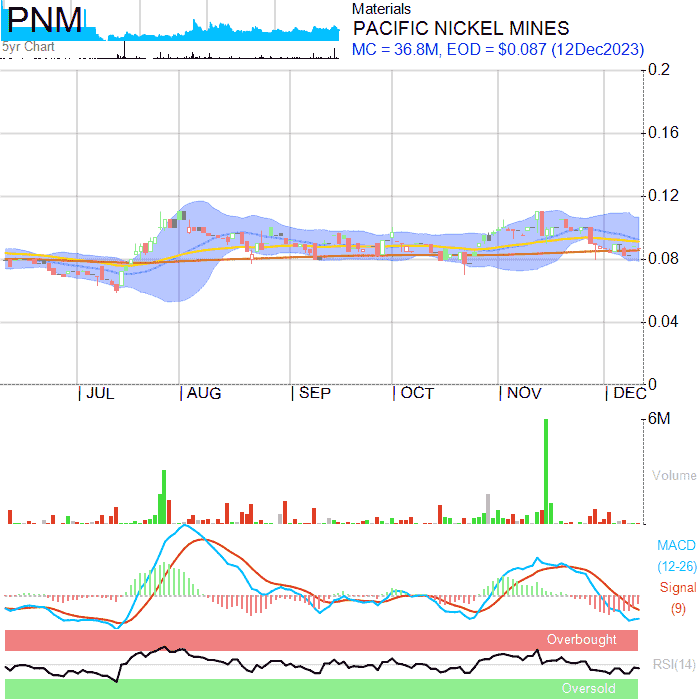 PNM
5yr Chart
Materials
PACIFIC NICKEL MINES
MC = 36.8M, EOD = $0.087 (12Dec2023)
0.2
0.16
0.12
0.08
0.04
0
JUL AUG SEP OCT NOV DEC
6M
Volume
MACD
(12-26)
Signal
(9)
Overbought
RSI(14)
Oversold